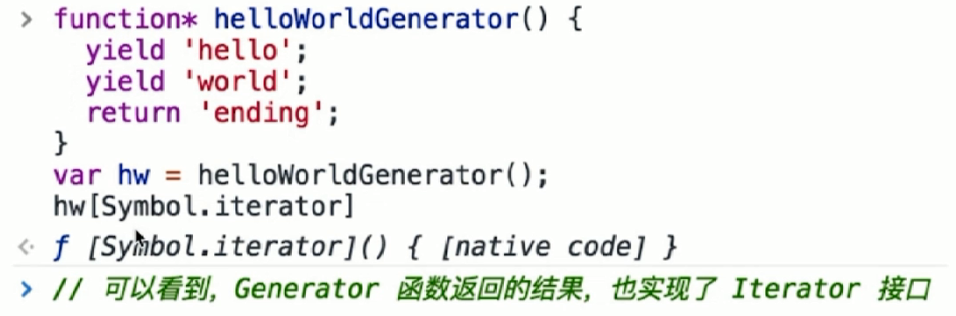 > function* helloWorldGenerator() {
yield 'hello';
yield 'world';
return 'ending';
}
var hw = helloWorldGenerator();
hw[Symbol.iterator]
<· ƒ [Symbol.iterator]() { [native code] }
> // 可以看到, Generator 函数返回的结果, 也实现了 Iterator 接口